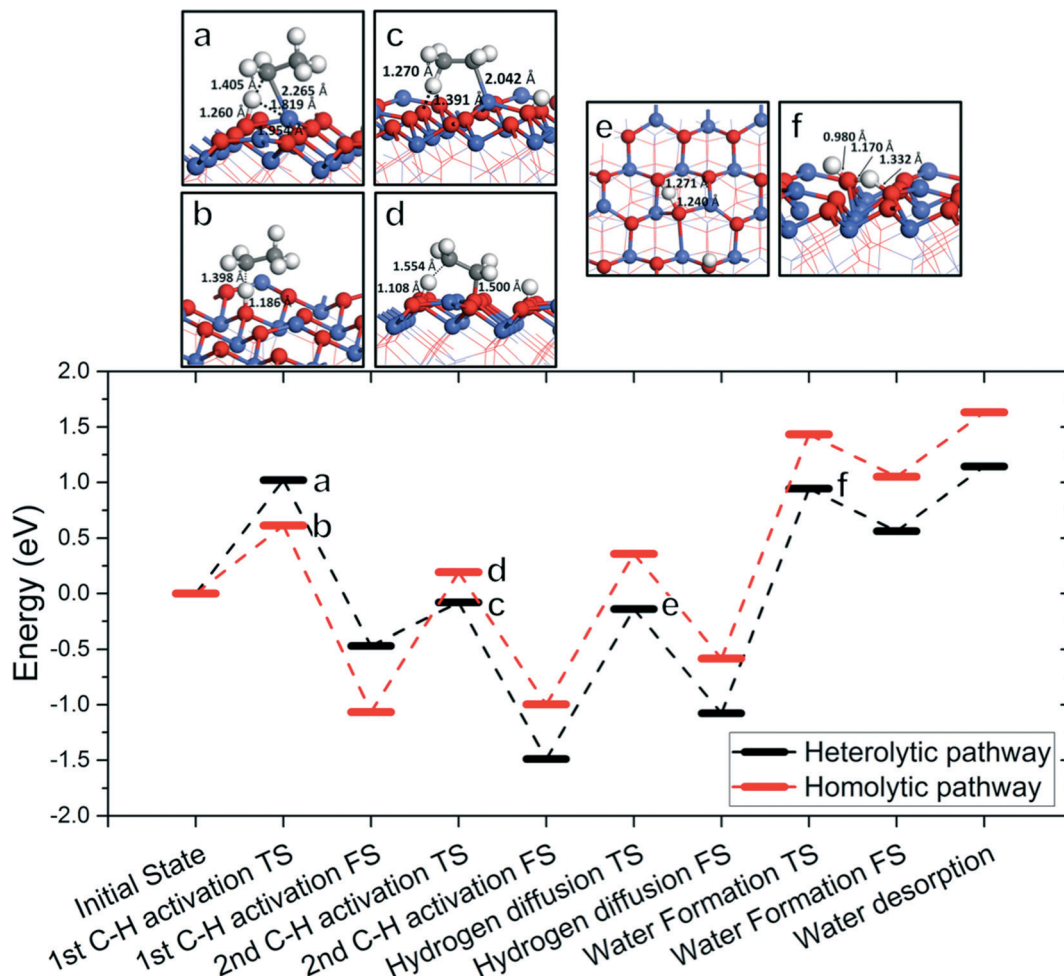 a
1.405 Å
2.265 Å
1.260 Å
1.819 Å
1.954 Å
c
1.270 Å
2.042 Å
1.391 Å
e
1.271 Å
1.240 Å
f
0.980 Å
1.170 Å
1.332 Å
b
1.398 Å
1.186 Å
d
1.554 Å
1.108 Å
1.500 Å
2.0
1.5
1.0
0.5
0.0
-0.5
-1.0
-1.5
-2.0
Energy (eV)
a
b
d
c
e
f
Heterolytic pathway
Homolytic pathway
Initial State
1st C-H activation TS
1st C-H activation FS
2nd C-H activation TS
2nd C-H activation FS
Hydrogen diffusion TS
Hydrogen diffusion FS
Water Formation TS
Water Formation FS
Water desorption